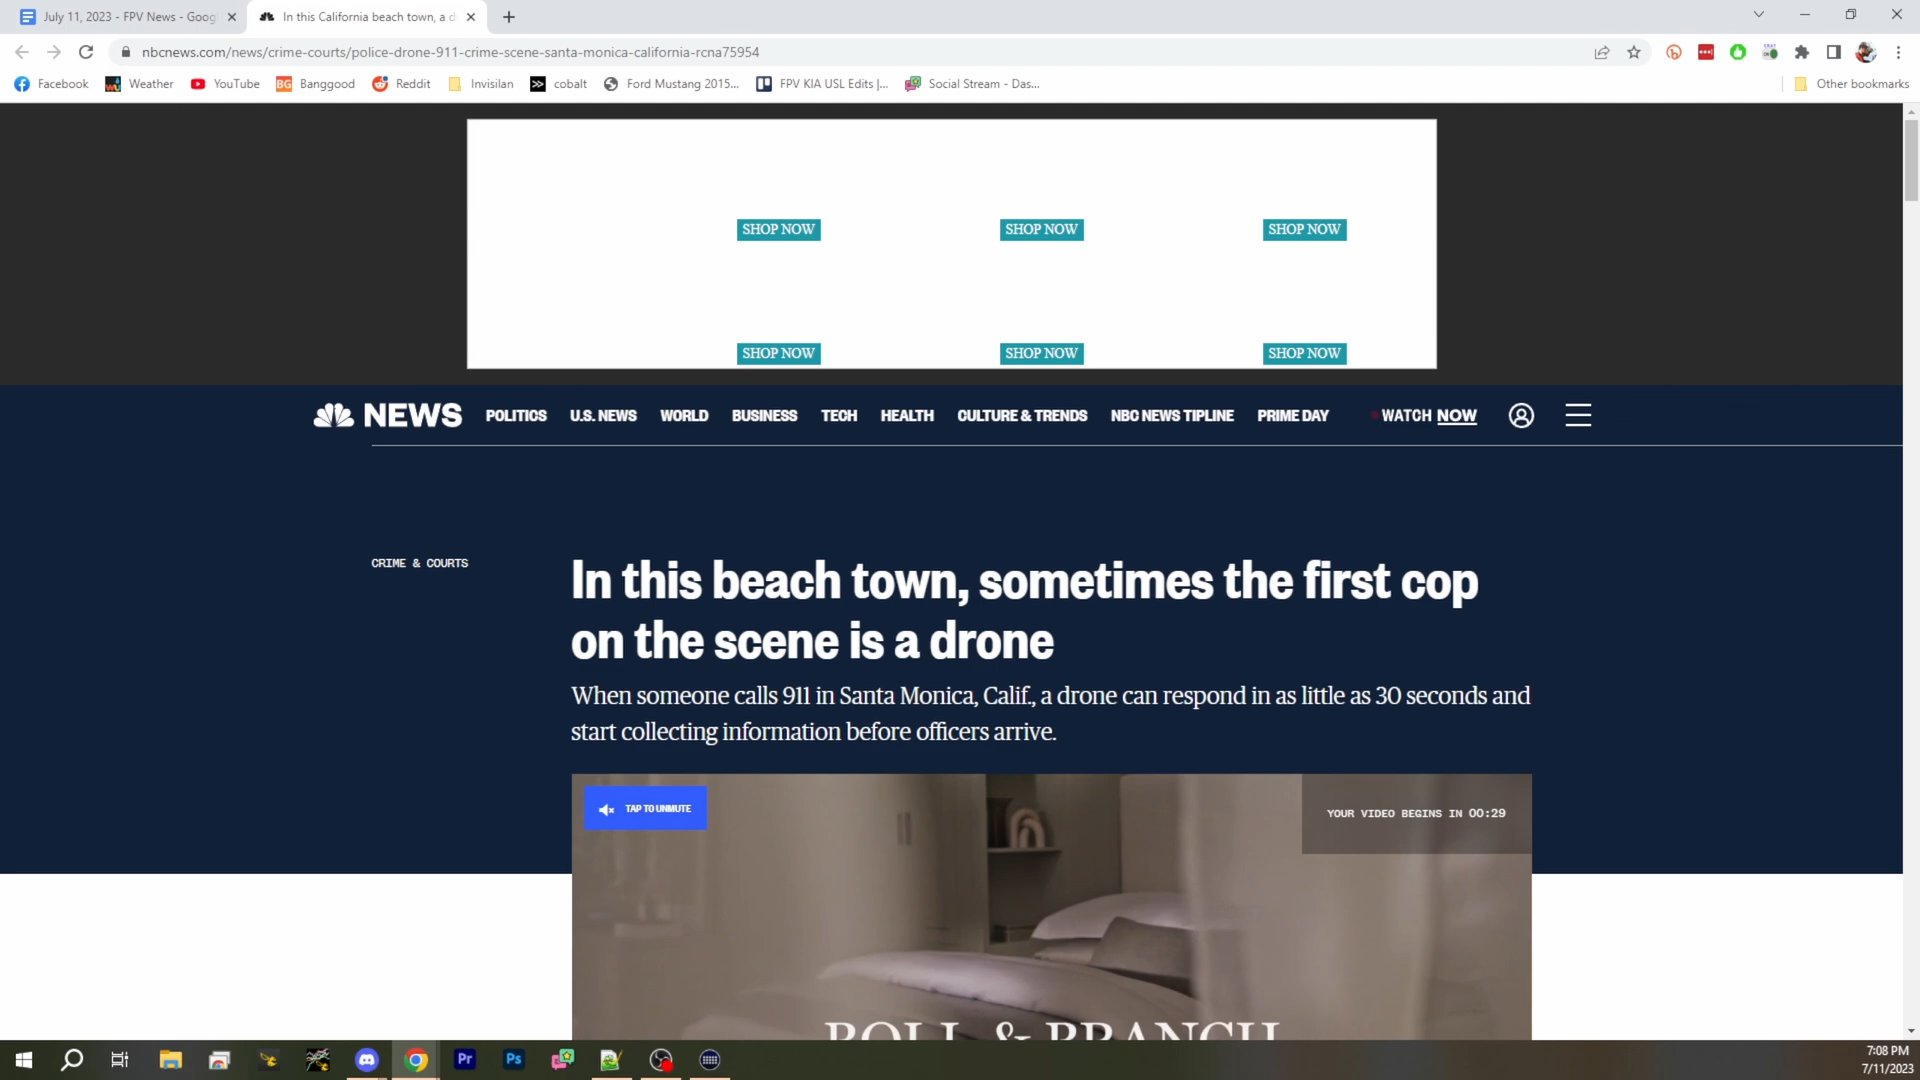 July 11, 2023 - FPV News - Goog
In this California beach town, a d
nbcnews.com/news/crime-courts/police-drone-911-crime-scene-santa-monica-california-rcna75954
Facebook
Weather
YouTube
BG
Banggood
Reddit
Invisilan
cobalt
Ford Mustang 2015...
FPV KIA USL Edits |...
Social Stream - Das...
Other bookmarks
SHOP NOW SHOP NOW SHOP NOW
SHOP NOW SHOP NOW SHOP NOW
NEWS POLITICS U.S. NEWS WORLD BUSINESS TECH HEALTH CULTURE & TRENDS NBC NEWS TIPLINE PRIME DAY WATCH NOW
CRIME & COURTS
In this beach town, sometimes the first cop
on the scene is a drone
When someone calls 911 in Santa Monica, Calif., a drone can respond in as little as 30 seconds and
start collecting information before officers arrive.
TAP TO UNMUTE
YOUR VIDEO BEGINS IN 00:29
BOLL & BRANCH
Pr
Ps
7:08 PM
7/11/2023